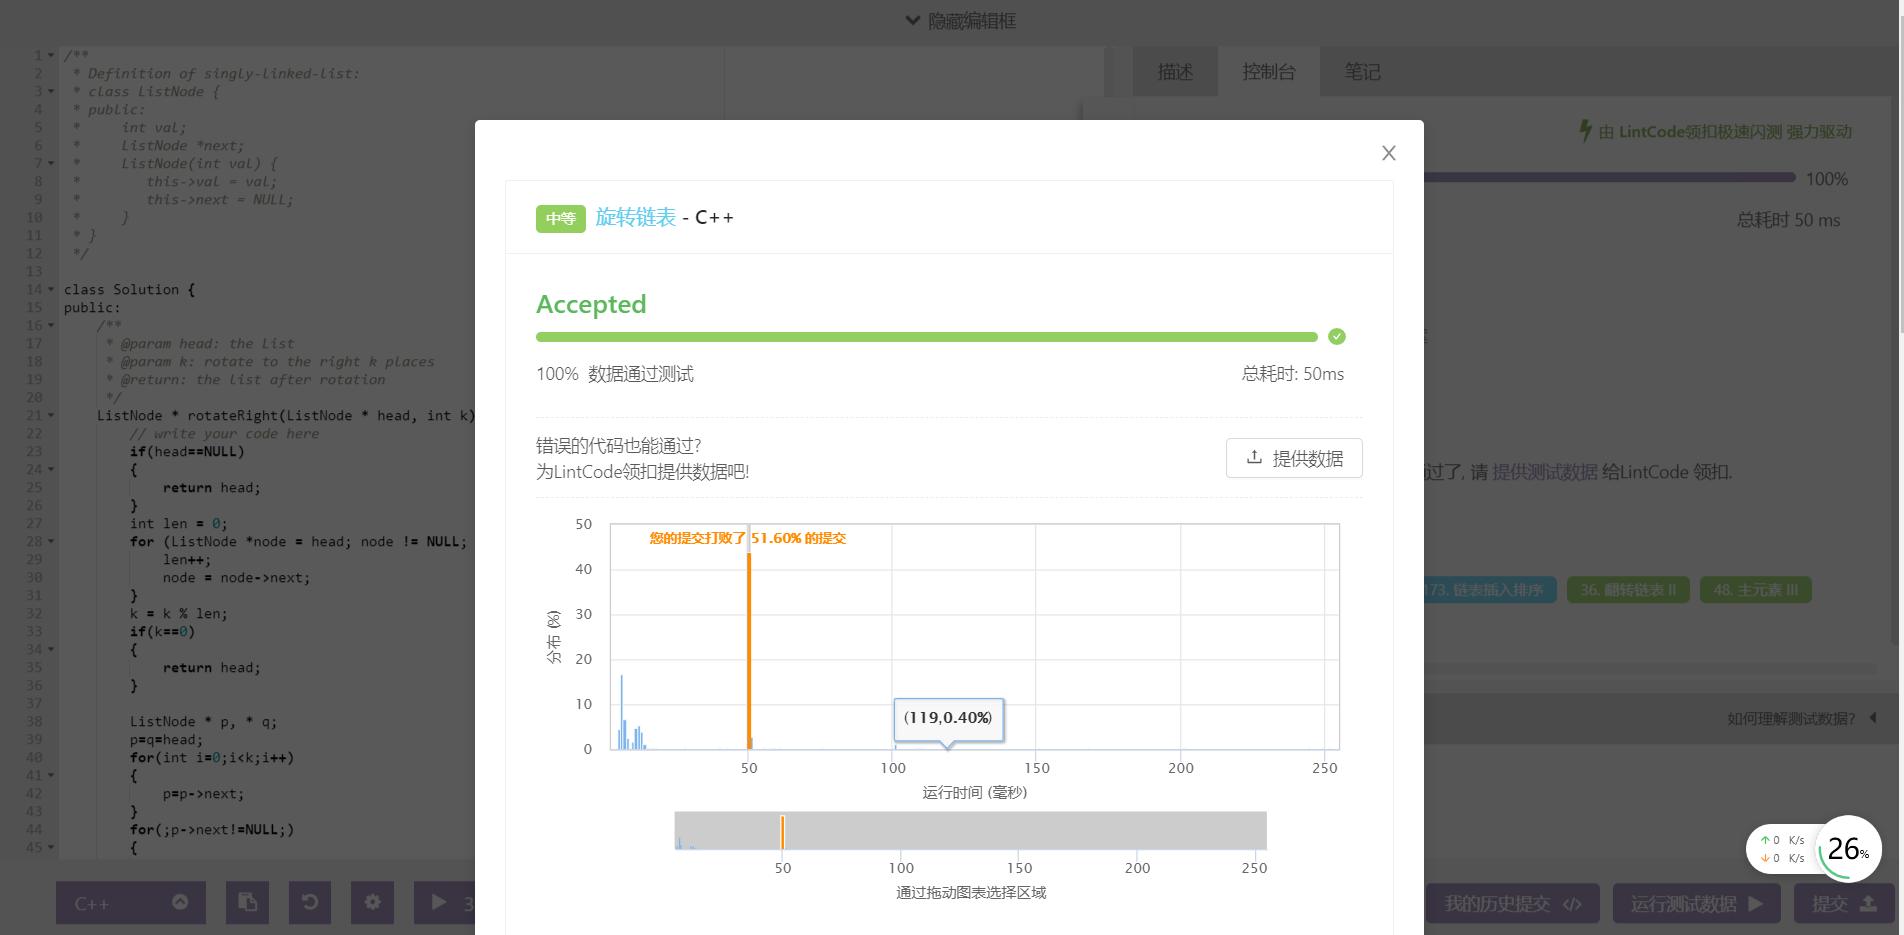 隐藏编辑框
1 /**
2 * Definition of singly-linked-list:
3 * class ListNode {
4 * public:
5 *     int val;
6 *     ListNode *next;
7 *     ListNode(int val) {
8 *        this->val = val;
9 *        this->next = NULL;
10 *     }
11 * }
12 */
13
14 class Solution {
15 public:
16     /**
17      * @param head: the List
18      * @param k: rotate to the right k places
19      * @return: the list after rotation
20      */
21     ListNode * rotateRight(ListNode * head, int k)
22         // write your code here
23         if(head==NULL)
24         {
25             return head;
26         }
27         int len = 0;
28         for (ListNode *node = head; node != NULL;
29             len++;
30             node = node->next;
31         }
32         k = k % len;
33         if(k==0)
34         {
35             return head;
36         }
37
38         ListNode * p, * q;
39         p=q=head;
40         for(int i=0;i<k;i++)
41         {
42             p=p->next;
43         }
44         for(;p->next!=NULL;)
45         {
C++
3
描述 控制台 笔记
由 LintCode领扣极速闪测 强力驱动
100%
总耗时 50 ms
过了, 请 提供测试数据 给LintCode 领扣.
173. 链表插入排序 36. 翻转链表 II 48. 主元素 III
如何理解测试数据?
我的历史提交 </> 运行测试数据 提交
↑ 0 K/s
↓ 0 K/s
26%
X
中等 旋转链表 - C++
Accepted
100% 数据通过测试 总耗时: 50ms
错误的代码也能通过?
为LintCode领扣提供数据吧!
提供数据
您的提交打败了 51.60% 的提交
50
40
30
20
10
0
分布 (%)
(119,0.40%)
50 100 150 200 250
运行时间 (毫秒)
50 100 150 200 250
通过拖动图表选择区域